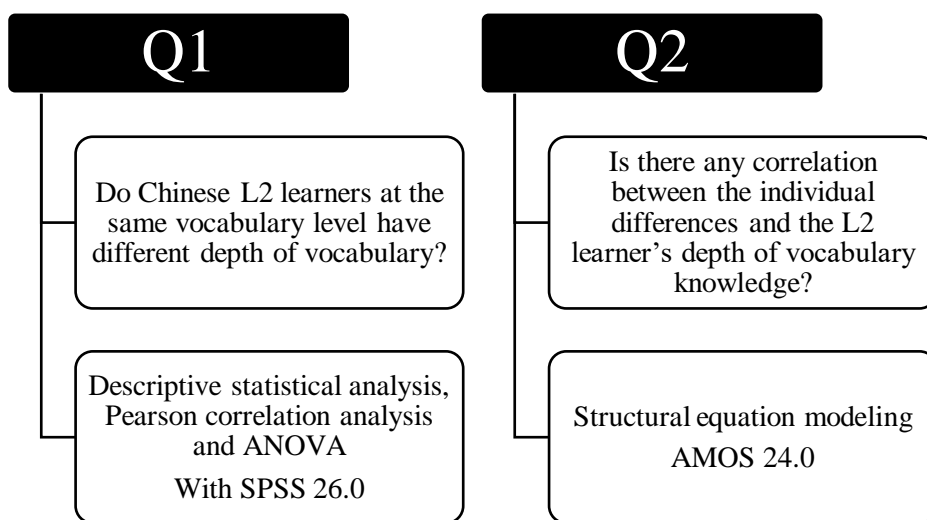 Q1
Do Chinese L2 learners at the
same vocabulary level have
different depth of vocabulary?
Descriptive statistical analysis,
Pearson correlation analysis
and ANOVA
With SPSS 26.0
Q2
Is there any correlation
between the individual
differences and the L2
learner’s depth of vocabulary
knowledge?
Structural equation modeling
AMOS 24.0